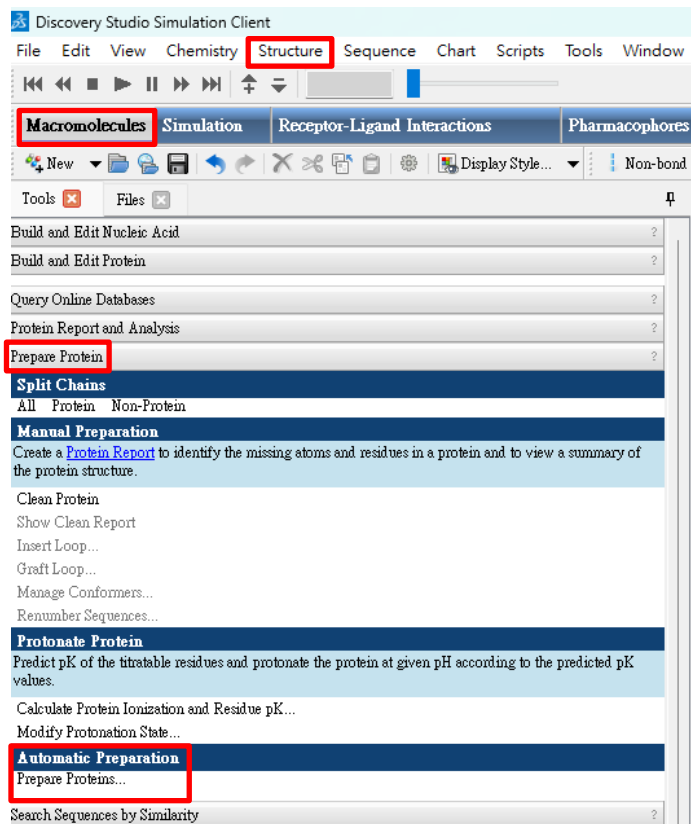 Discovery Studio Simulation Client
File Edit View Chemistry Structure Sequence Chart Scripts Tools Window
Macromolecules Simulation Receptor-Ligand Interactions Pharmacophores
New Display Style... Non-bond
Tools Files
Build and Edit Nucleic Acid ?
Build and Edit Protein ?
Query Online Databases ?
Protein Report and Analysis ?
Prepare Protein ?
Split Chains
All Protein Non-Protein
Manual Preparation
Create a Protein Report to identify the missing atoms and residues in a protein and to view a summary of
the protein structure.
Clean Protein
Show Clean Report
Insert Loop...
Graft Loop...
Manage Conformers...
Renumber Sequences...
Protonate Protein
Predict pK of the titratable residues and protonate the protein at given pH according to the predicted pK
values.
Calculate Protein Ionization and Residue pK...
Modify Protonation State...
Automatic Preparation
Prepare Proteins...
Search Sequences by Similarity ?